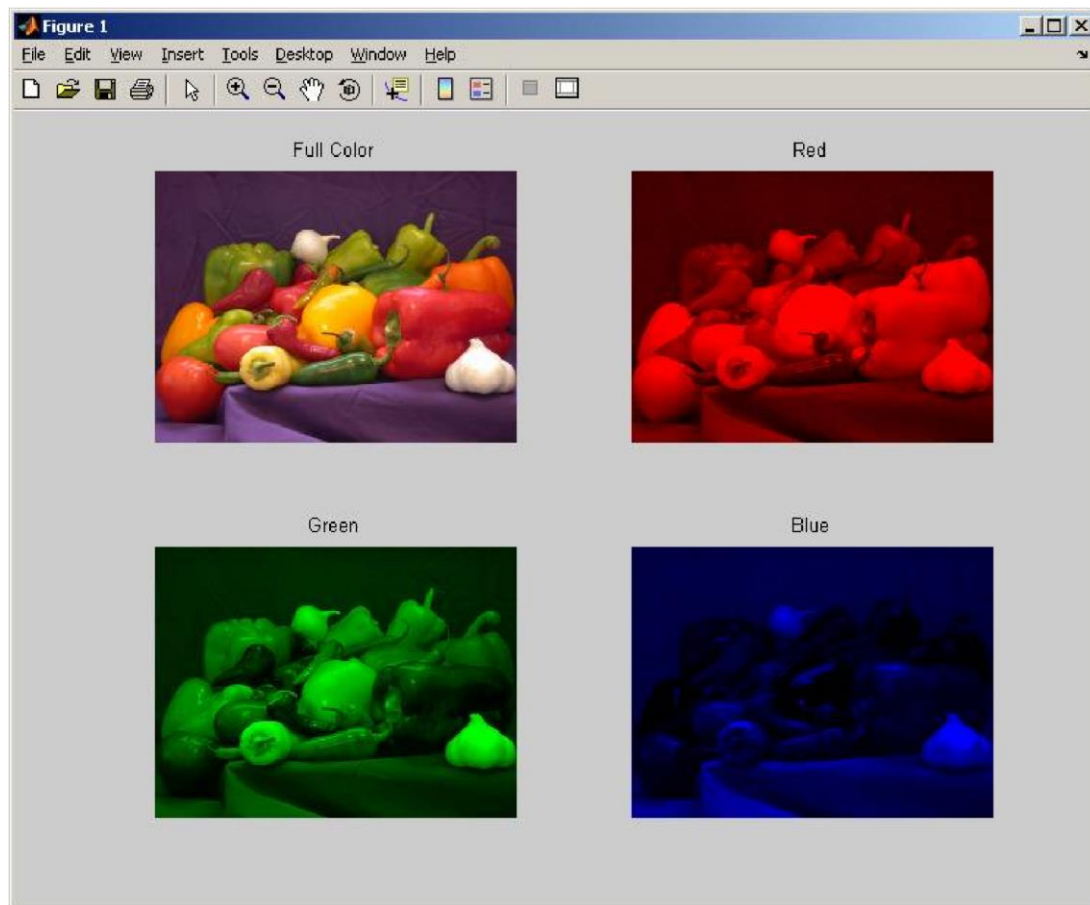 Figure 1
File Edit View Insert Tools Desktop Window Help
Full Color
Red
Green
Blue